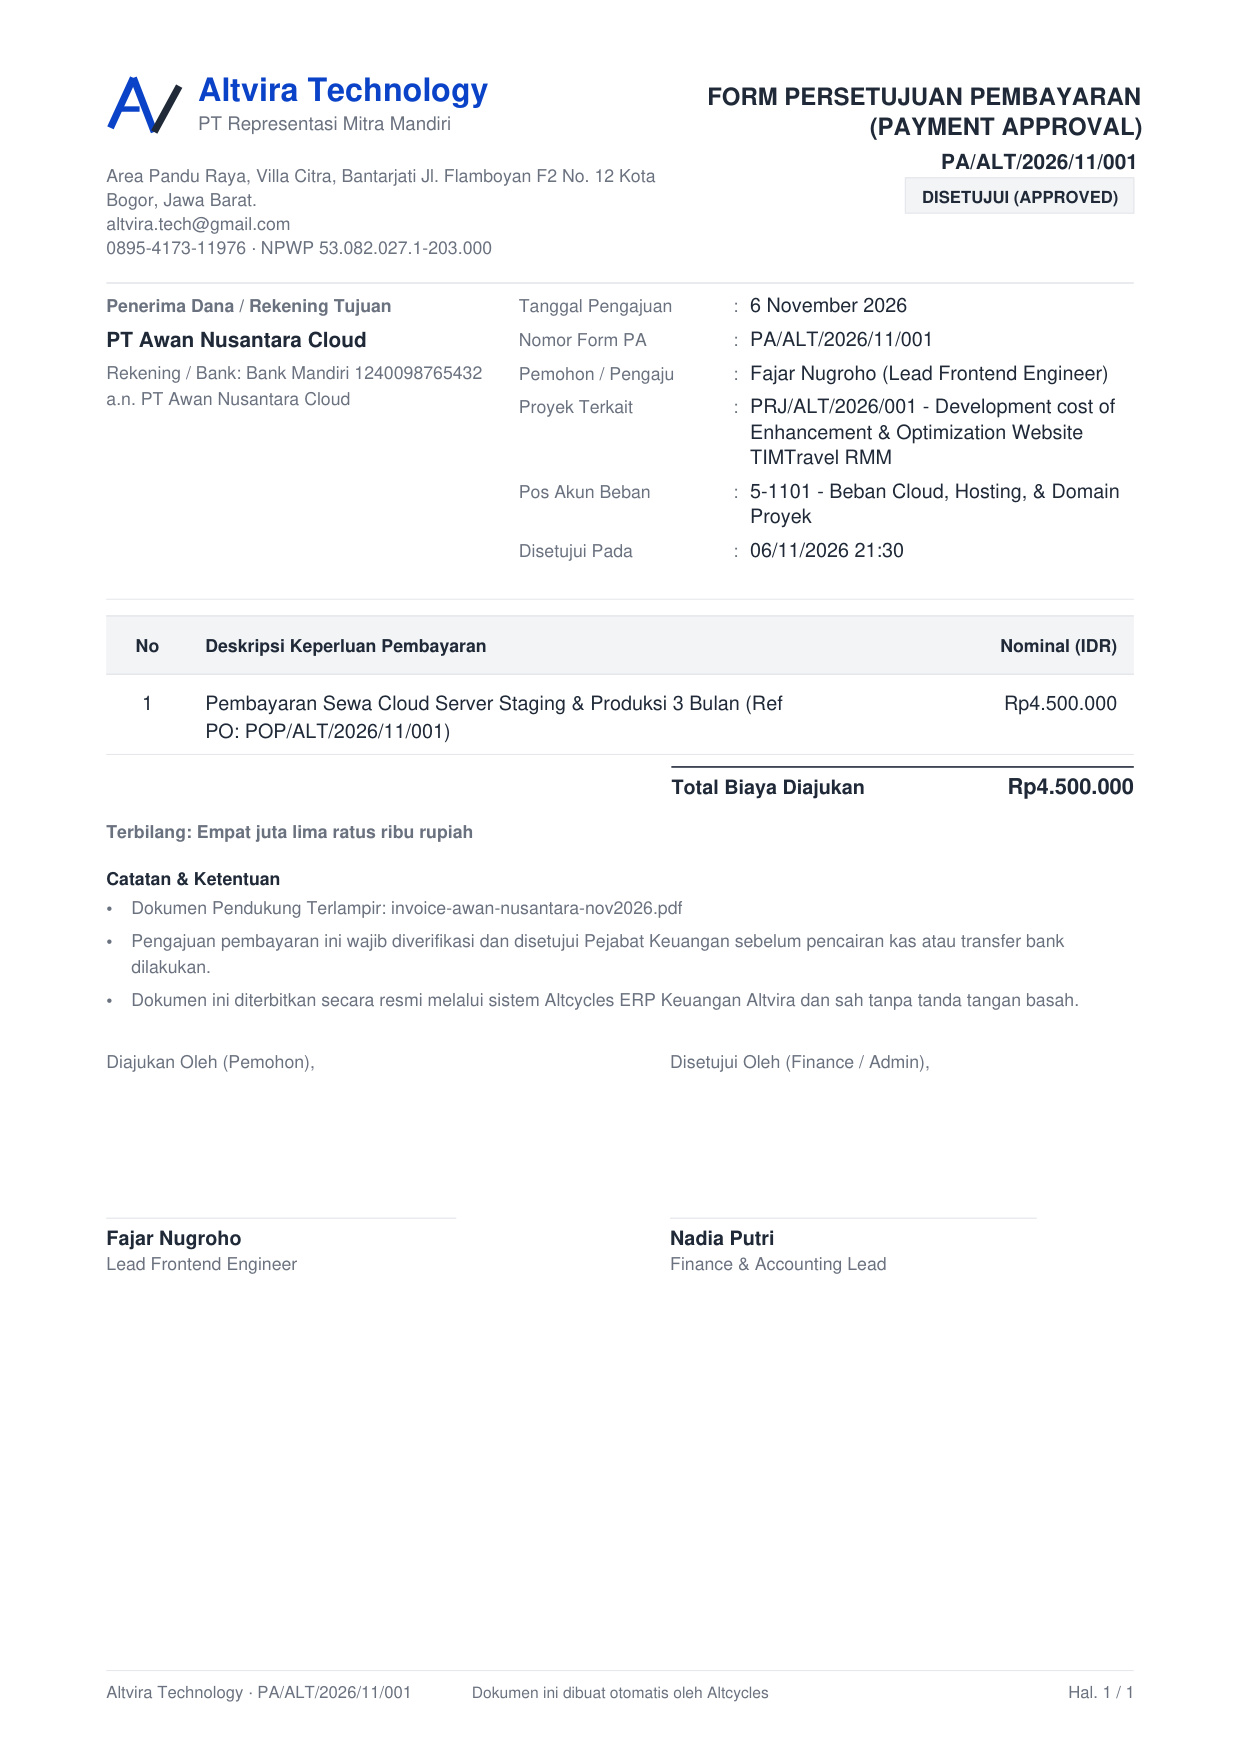 Altvira Technology
PT Representasi Mitra Mandiri
Area Pandu Raya, Villa Citra, Bantarjati Jl. Flamboyan F2 No. 12 Kota
Bogor, Jawa Barat.
altvira.tech@gmail.com
0895-4173-11976 · NPWP 53.082.027.1-203.000
FORM PERSETUJUAN PEMBAYARAN
(PAYMENT APPROVAL)
PA/ALT/2026/11/001
DISETUJUI (APPROVED)
Penerima Dana / Rekening Tujuan
PT Awan Nusantara Cloud
Rekening / Bank: Bank Mandiri 1240098765432
a.n. PT Awan Nusantara Cloud
Tanggal Pengajuan : 6 November 2026
Nomor Form PA : PA/ALT/2026/11/001
Pemohon / Pengaju : Fajar Nugroho (Lead Frontend Engineer)
Proyek Terkait : PRJ/ALT/2026/001 - Development cost of
Enhancement & Optimization Website
TIMTravel RMM
Pos Akun Beban : 5-1101 - Beban Cloud, Hosting, & Domain
Proyek
Disetujui Pada : 06/11/2026 21:30
No Deskripsi Keperluan Pembayaran Nominal (IDR)
1 Pembayaran Sewa Cloud Server Staging & Produksi 3 Bulan (Ref Rp4.500.000
PO: POP/ALT/2026/11/001)
Total Biaya Diajukan Rp4.500.000
Terbilang: Empat juta lima ratus ribu rupiah
Catatan & Ketentuan
• Dokumen Pendukung Terlampir: invoice-awan-nusantara-nov2026.pdf
• Pengajuan pembayaran ini wajib diverifikasi dan disetujui Pejabat Keuangan sebelum pencairan kas atau transfer bank
dilakukan.
• Dokumen ini diterbitkan secara resmi melalui sistem Altcycles ERP Keuangan Altvira dan sah tanpa tanda tangan basah.
Diajukan Oleh (Pemohon), Disetujui Oleh (Finance / Admin),
Fajar Nugroho Nadia Putri
Lead Frontend Engineer Finance & Accounting Lead
Altvira Technology · PA/ALT/2026/11/001 Dokumen ini dibuat otomatis oleh Altcycles Hal. 1 / 1